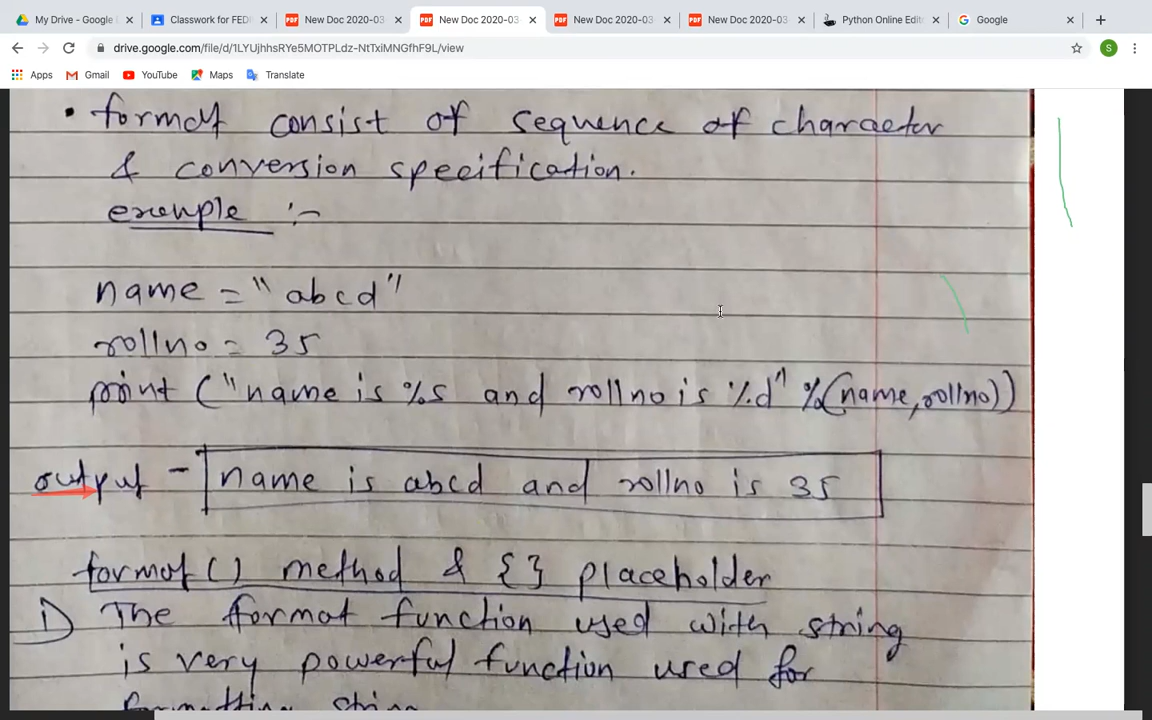 My Drive - Google
Classwork for FED
New Doc 2020-03
New Doc 2020-03
New Doc 2020-03
New Doc 2020-03
Python Online Edit
Google
drive.google.com/file/d/1LYUjhhsRYe5MOTPLdz-NtTxiMNGfhF9L/view
S
Apps Gmail YouTube Maps Translate
• format consist of sequence of character
& conversion specification.
example :-
name = "abcd"
rollno = 35
print ("name is %s and rollno is %d" %(name,rollno))
output - name is abcd and rollno is 35
format() method & {} placeholder
1) The format function used with string
is very powerful function used for
formatting string